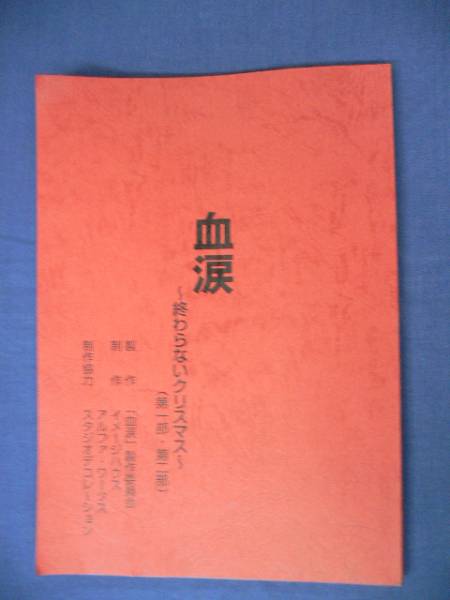 血涙
~終わらないクリスマス~
(第一部・第二部)
製作 「血涙」製作委員会
制作 イメージハウス
アルファ・ワークス
制作協力 スタジオデコレーション